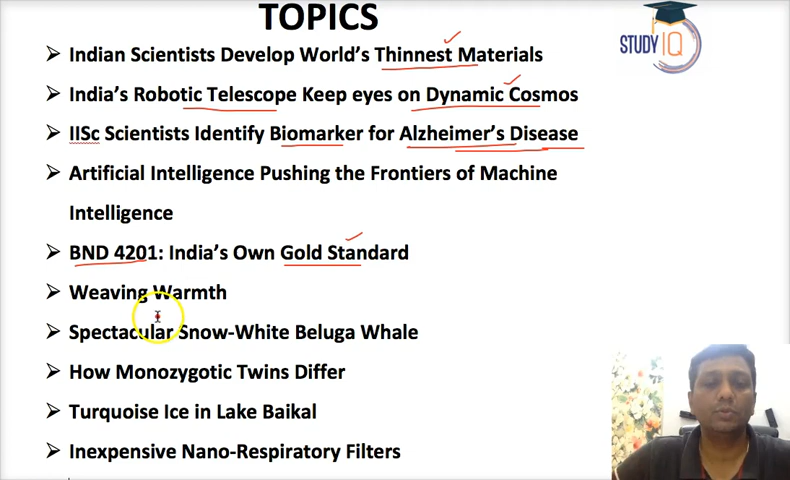 TOPICS
STUDY IQ
Indian Scientists Develop World's Thinnest Materials
India's Robotic Telescope Keep eyes on Dynamic Cosmos
IISc Scientists Identify Biomarker for Alzheimer's Disease
Artificial Intelligence Pushing the Frontiers of Machine
Intelligence
BND 4201: India's Own Gold Standard
Weaving Warmth
Spectacular Snow-White Beluga Whale
How Monozygotic Twins Differ
Turquoise Ice in Lake Baikal
Inexpensive Nano-Respiratory Filters